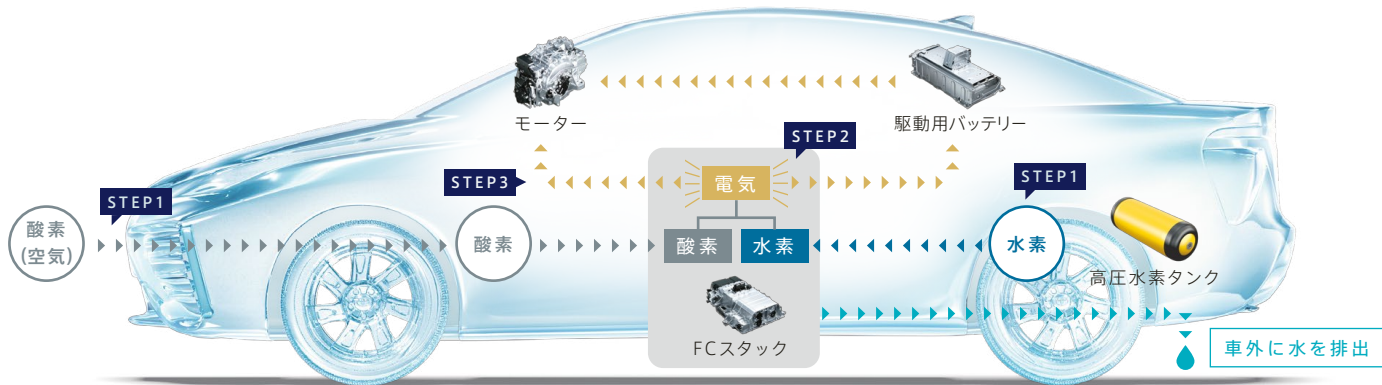 モーター
駆動用バッテリー
STEP2
電気
STEP3
STEP1
STEP1
酸素
(空気)
酸素
酸素
水素
水素
高圧水素タンク
FCスタック
車外に水を排出